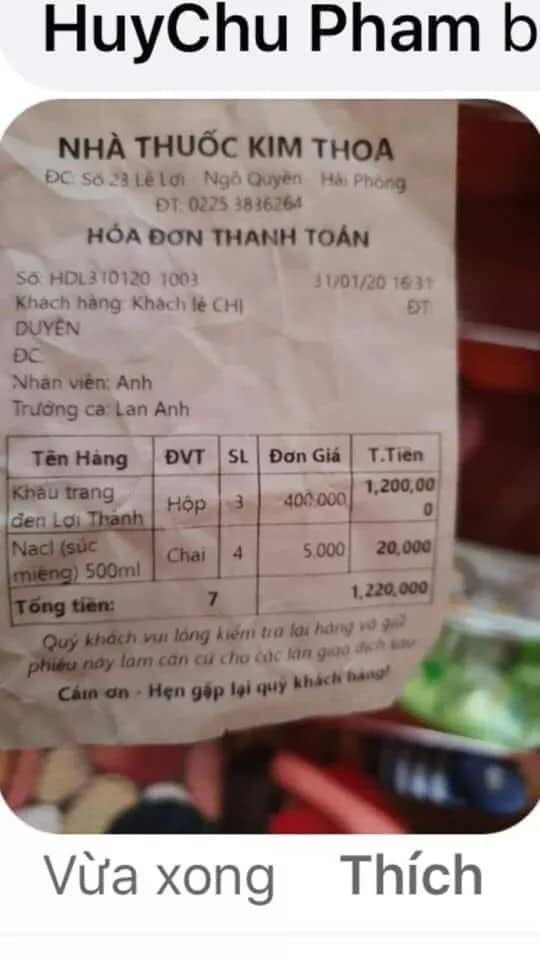 HuyChu Pham b
NHÀ THUỐC KIM THOA
ĐC: Số 23 Lê Lợi - Ngô Quyền - Hải Phòng
ĐT: 0225 3836264
HÓA ĐƠN THANH TOÁN
Số: HDL310120 1003 31/01/20 16:31
Khách hàng: Khách lẻ CHỊ ĐT:
DUYÊN
ĐC:
Nhân viên: Anh
Trưởng ca: Lan Anh
Tên Hàng ĐVT SL Đơn Giá T.Tiền
Khẩu trang đen Lợi Thành Hộp 3 400,000 1,200,000
Nacl (súc miệng) 500ml Chai 4 5,000 20,000
Tổng tiền: 7 1,220,000
Quý khách vui lòng kiểm tra lại hàng và giữ
phiếu này làm căn cứ cho các lần giao dịch sau
Cám ơn - Hẹn gặp lại quý khách hàng!
Vừa xong Thích